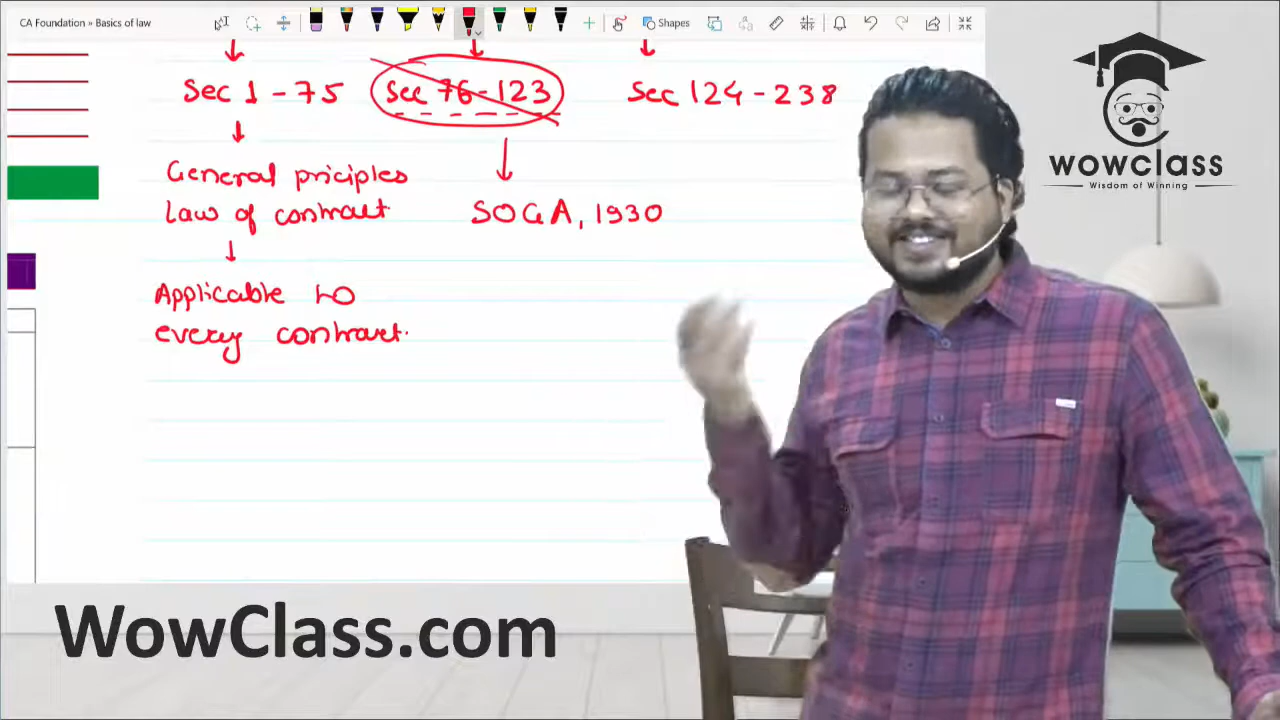 CA Foundation » Basics of law
Shapes
Sec 1 - 75
Sec 76 - 123
Sec 124 - 238
General priciples
Law of contract
SOGA, 1930
Applicable to
every contract.
wowclass
Wisdom of Winning
WowClass.com